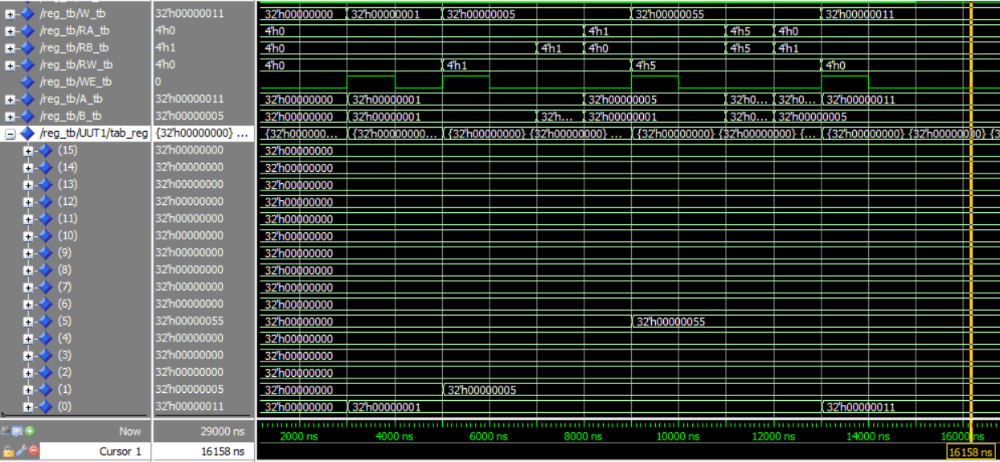 /reg_tb/W_tb 32'h00000011 32'h00000000 32'h00000001 32'h00000005 32'h00000055 32'h00000011
/reg_tb/RA_tb 4'h0 4'h0 4'h1 4'h5 4'h0
/reg_tb/RB_tb 4'h1 4'h0 4'h1 4'h0 4'h5 4'h1
/reg_tb/RW_tb 4'h0 4'h0 4'h1 4'h5 4'h0
/reg_tb/WE_tb 0
/reg_tb/A_tb 32'h00000011 32'h00000000 32'h00000001 32'h00000005 32'h0... 32'h0... 32'h00000011
/reg_tb/B_tb 32'h00000005 32'h00000000 32'h00000001 32'h... 32'h00000001 32'h0... 32'h00000005
/reg_tb/UUT1/tab_reg {32'h00000000} ... {32'h000000... {32'h00000000... {32'h00000000} {32'h00000000} ... {32'h00000000} {32'h00000000} {... {32'h00000000} {32'h00000000} {3
(15) 32'h00000000 32'h00000000
(14) 32'h00000000 32'h00000000
(13) 32'h00000000 32'h00000000
(12) 32'h00000000 32'h00000000
(11) 32'h00000000 32'h00000000
(10) 32'h00000000 32'h00000000
(9) 32'h00000000 32'h00000000
(8) 32'h00000000 32'h00000000
(7) 32'h00000000 32'h00000000
(6) 32'h00000000 32'h00000000
(5) 32'h00000055 32'h00000000 32'h00000055
(4) 32'h00000000 32'h00000000
(3) 32'h00000000 32'h00000000
(2) 32'h00000000 32'h00000000
(1) 32'h00000005 32'h00000000 32'h00000005
(0) 32'h00000011 32'h00000000 32'h00000001 32'h00000011
Now 29000 ns 2000 ns 4000 ns 6000 ns 8000 ns 10000 ns 12000 ns 14000 ns 16000 ns
Cursor 1 16158 ns 16158 ns